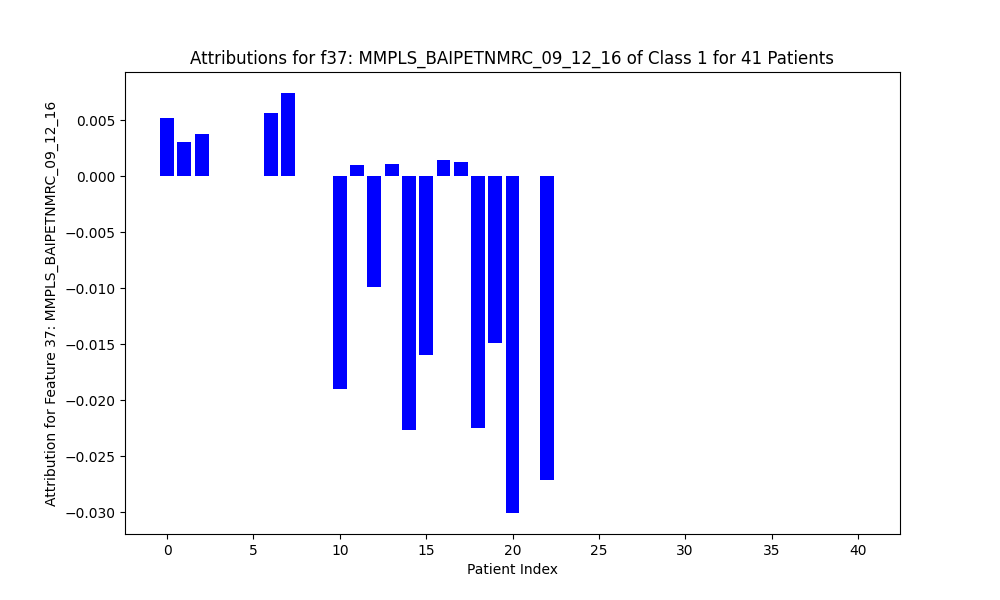 Attributions for f37: MMPLS_BAIPETNMRC_09_12_16 of Class 1 for 41 Patients
Attribution for Feature 37: MMPLS_BAIPETNMRC_09_12_16
0.005
0.000
−0.005
−0.010
−0.015
−0.020
−0.025
−0.030
0 5 10 15 20 25 30 35 40
Patient Index